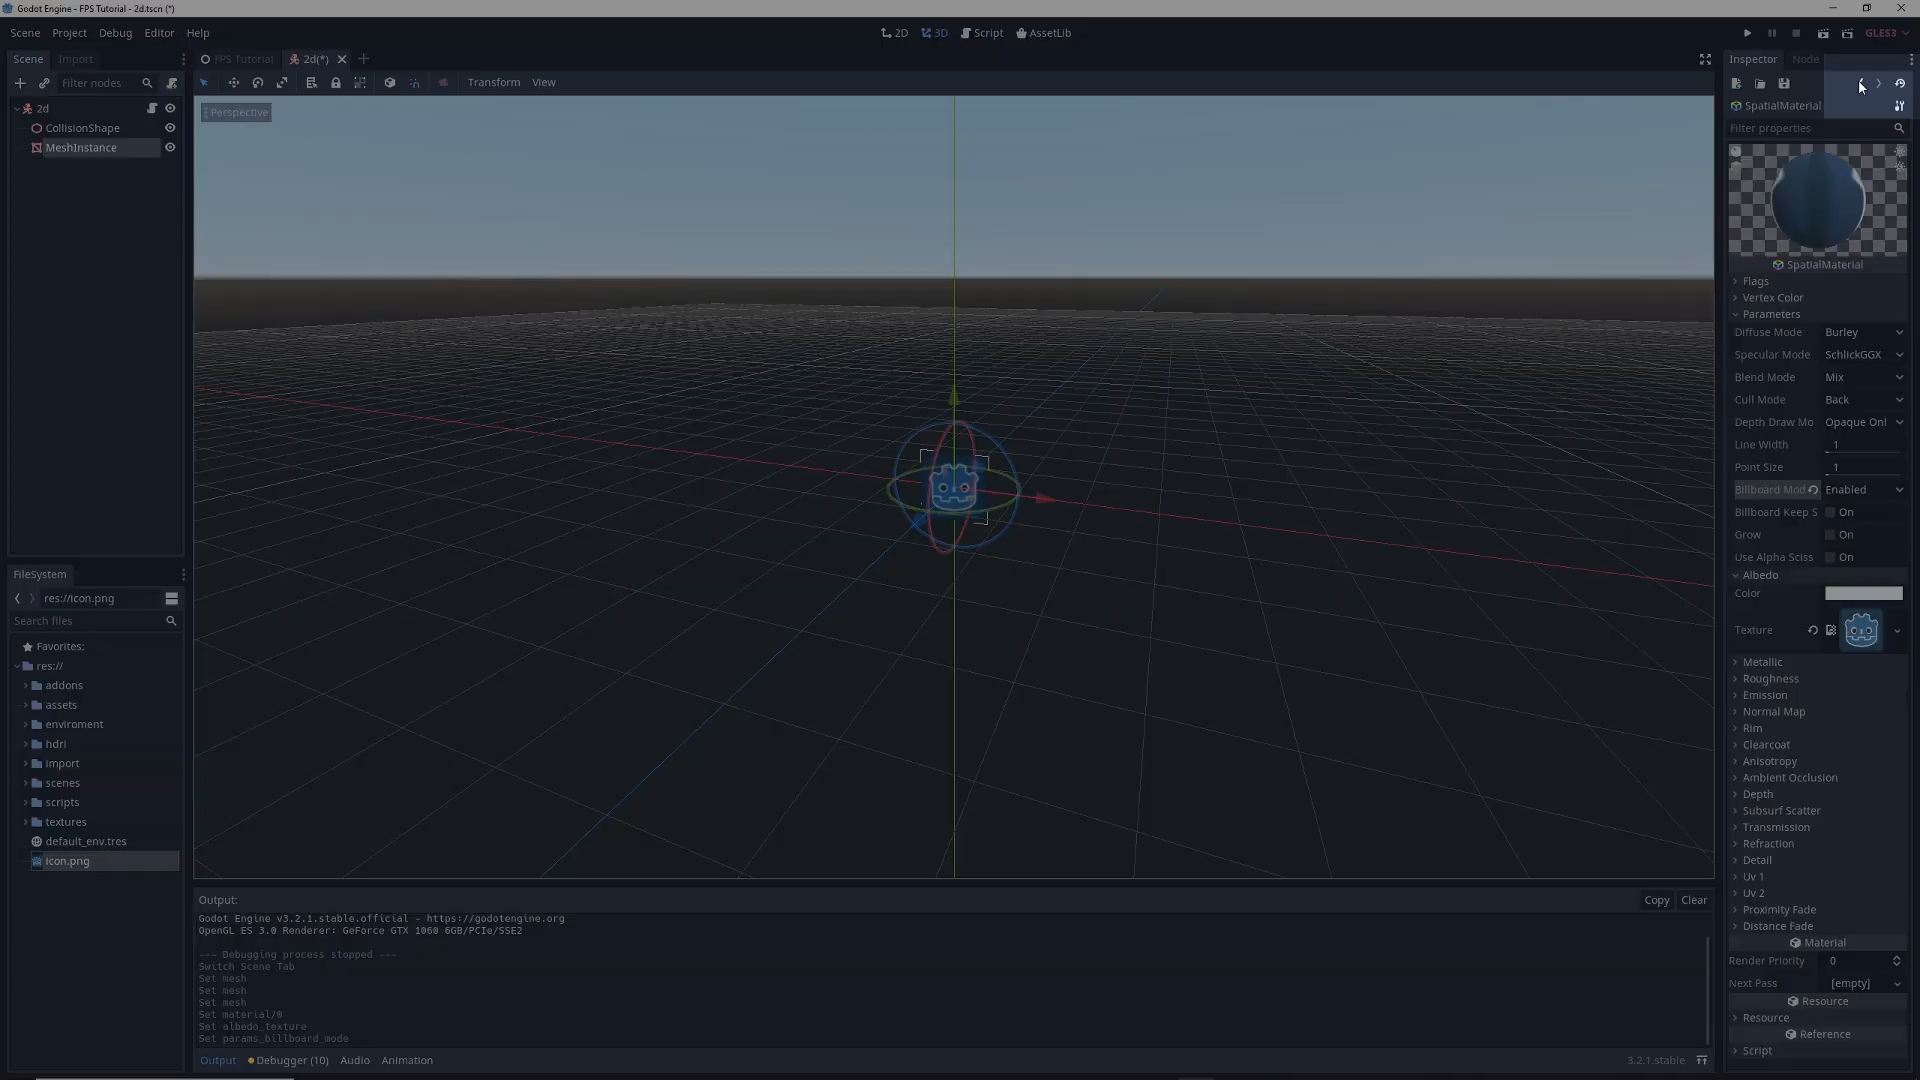 Godot Engine - FPS Tutorial - 2d.tscn (*)
Scene Project Debug Editor Help
2D 3D Script AssetLib
GLES3
Scene Import
FPS Tutorial 2d(*)
Inspector Node
Filter nodes
Transform View
SpatialMaterial
2d
Perspective
CollisionShape
Filter properties
MeshInstance
SpatialMaterial
Flags
Vertex Color
Parameters
Diffuse Mode Burley
Specular Mode SchlickGGX
Blend Mode Mix
Cull Mode Back
Depth Draw Mo Opaque Onl
Line Width 1
Point Size 1
Billboard Mod Enabled
Billboard Keep S On
Grow On
Use Alpha Sciss On
Albedo
Color
Texture
Metallic
Roughness
Emission
Normal Map
Rim
Clearcoat
Anisotropy
Ambient Occlusion
Depth
Subsurf Scatter
Transmission
Refraction
Detail
Uv 1
Uv 2
Proximity Fade
Distance Fade
Material
Render Priority 0
Next Pass [empty]
Resource
Resource
Reference
Script
FileSystem
res://icon.png
Search files
Favorites:
res://
addons
assets
enviroment
hdri
import
scenes
scripts
textures
default_env.tres
icon.png
Output:
Copy Clear
Godot Engine v3.2.1.stable.official - https://godotengine.org
OpenGL ES 3.0 Renderer: GeForce GTX 1060 6GB/PCIe/SSE2
--- Debugging process stopped ---
Switch Scene Tab
Set mesh
Set mesh
Set mesh
Set material/0
Set albedo_texture
Set params_billboard_mode
Output Debugger (10) Audio Animation
3.2.1.stable